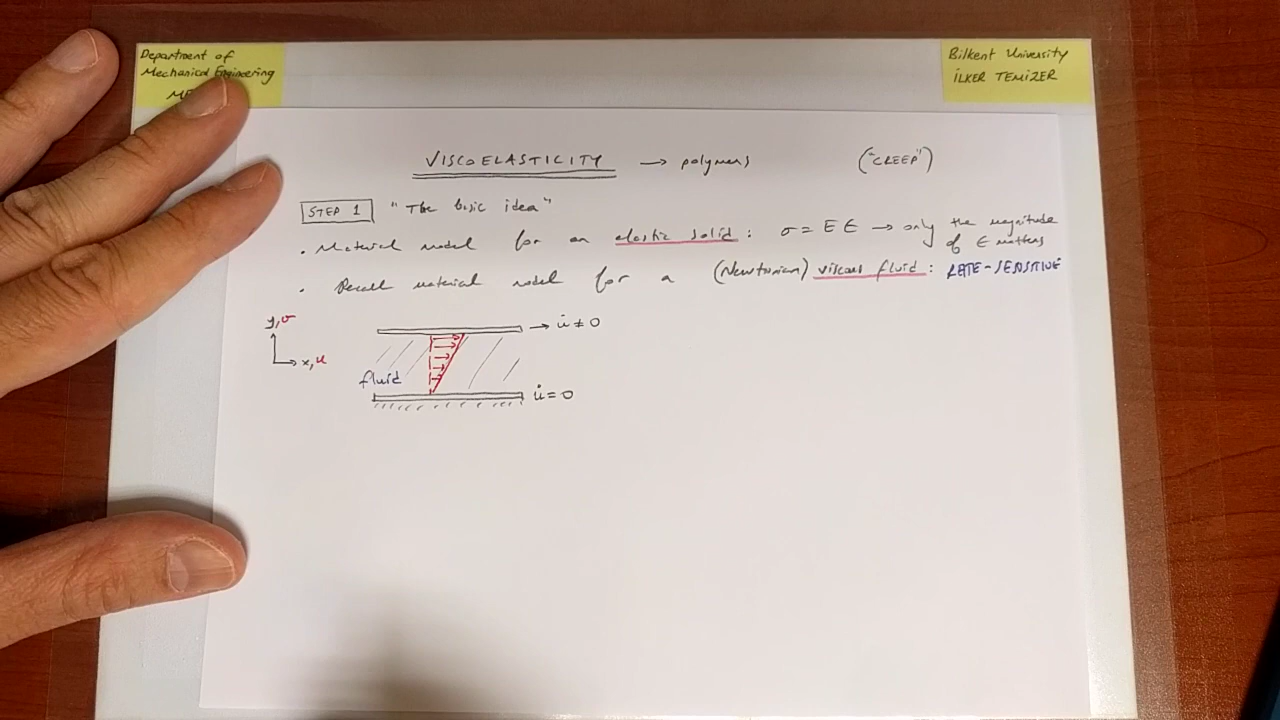 Department of
Mechanical Engineering
Bilkent University
İLKER TEMİZER
VISCOELASTICITY → polymers ("CREEP")
STEP 1 "The basic idea"
• Material model for an elastic solid: σ = E ϵ → only the magnitude
of ϵ matters
• Recall material model for a (Newtonian) viscous fluid: RATE-SENSITIVE
y,v
x,u
fluid
→ u̇ ≠ 0
u̇ = 0